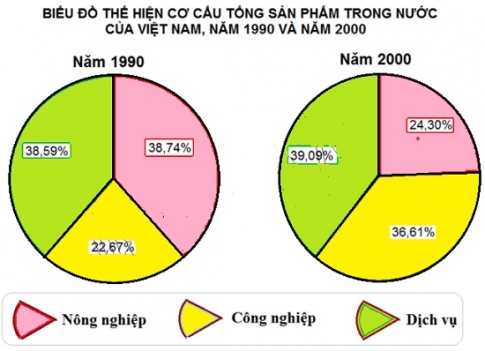 BIỂU ĐỒ THỂ HIỆN CƠ CẤU TỔNG SẢN PHẨM TRONG NƯỚC
CỦA VIỆT NAM, NĂM 1990 VÀ NĂM 2000
Năm 1990
Năm 2000
38,59%
38,74%
22,67%
24,30%
39,09%
36,61%
Nông nghiệp
Công nghiệp
Dịch vụ